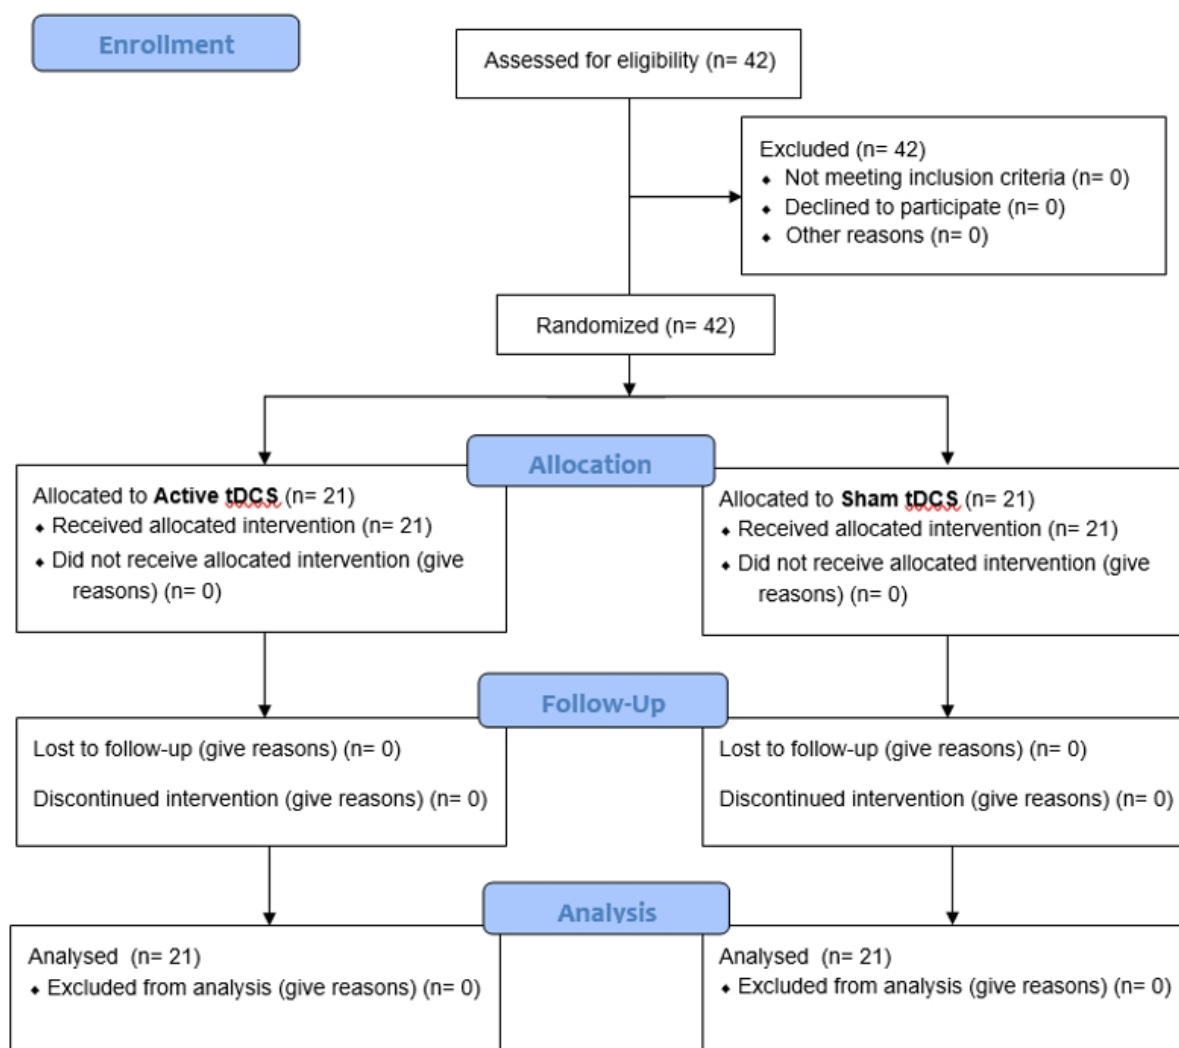 Enrollment
Assessed for eligibility (n= 42)
Excluded (n= 42)
⬥ Not meeting inclusion criteria (n= 0)
⬥ Declined to participate (n= 0)
⬥ Other reasons (n= 0)
Randomized (n= 42)
Allocation
Allocated to Active tDCS (n= 21)
⬥ Received allocated intervention (n= 21)
⬥ Did not receive allocated intervention (give
reasons) (n= 0)
Allocated to Sham tDCS (n= 21)
⬥ Received allocated intervention (n= 21)
⬥ Did not receive allocated intervention (give
reasons) (n= 0)
Follow-Up
Lost to follow-up (give reasons) (n= 0)
Discontinued intervention (give reasons) (n= 0)
Lost to follow-up (give reasons) (n= 0)
Discontinued intervention (give reasons) (n= 0)
Analysis
Analysed (n= 21)
⬥ Excluded from analysis (give reasons) (n= 0)
Analysed (n= 21)
⬥ Excluded from analysis (give reasons) (n= 0)